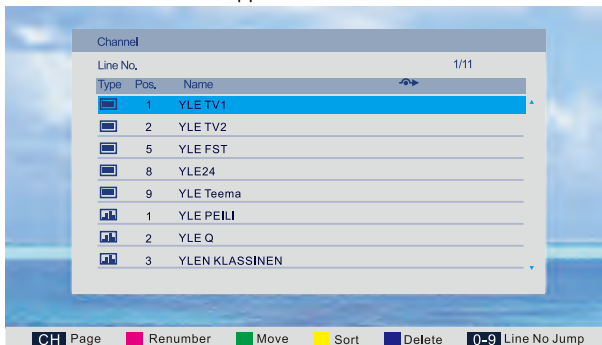 Channel
Line No. 1/11
Type Pos. Name
1 YLE TV1
2 YLE TV2
5 YLE FST
8 YLE24
9 YLE Teema
1 YLE PEILI
2 YLE Q
3 YLEN KLASSINEN
CH Page Renumber Move Sort Delete 0-9 Line No Jump